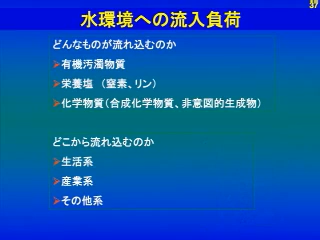 37
水環境への流入負荷
どんなものが流れ込むのか
有機汚濁物質
栄養塩 （窒素、リン）
化学物質（合成化学物質、非意図的生成物）
どこから流れ込むのか
生活系
産業系
その他系